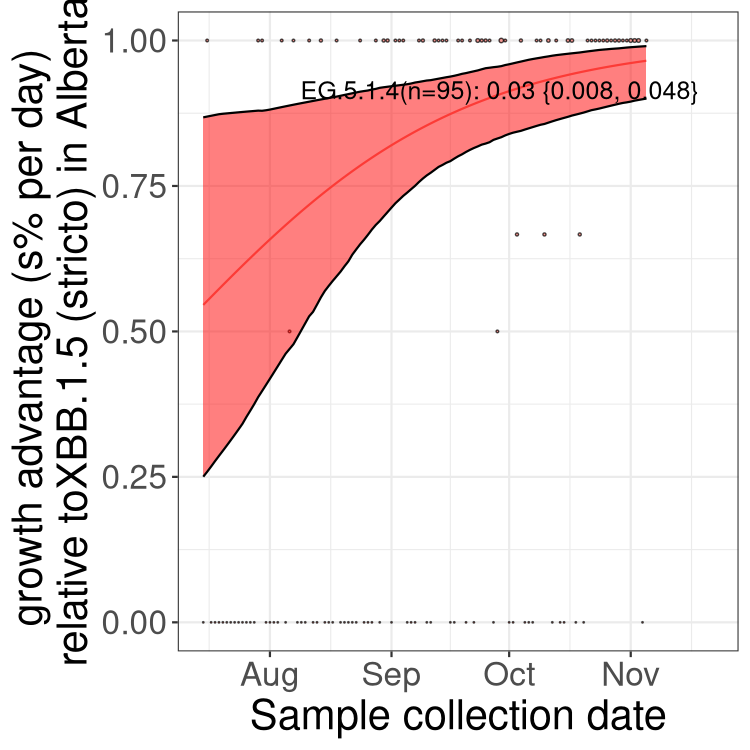 growth advantage (s% per day)
relative toXBB.1.5 (stricto) in Alberta
1.00
EG.5.1.4(n=95): 0.03 {0.008, 0.048}
0.75
0.50
0.25
0.00
Aug Sep Oct Nov
Sample collection date